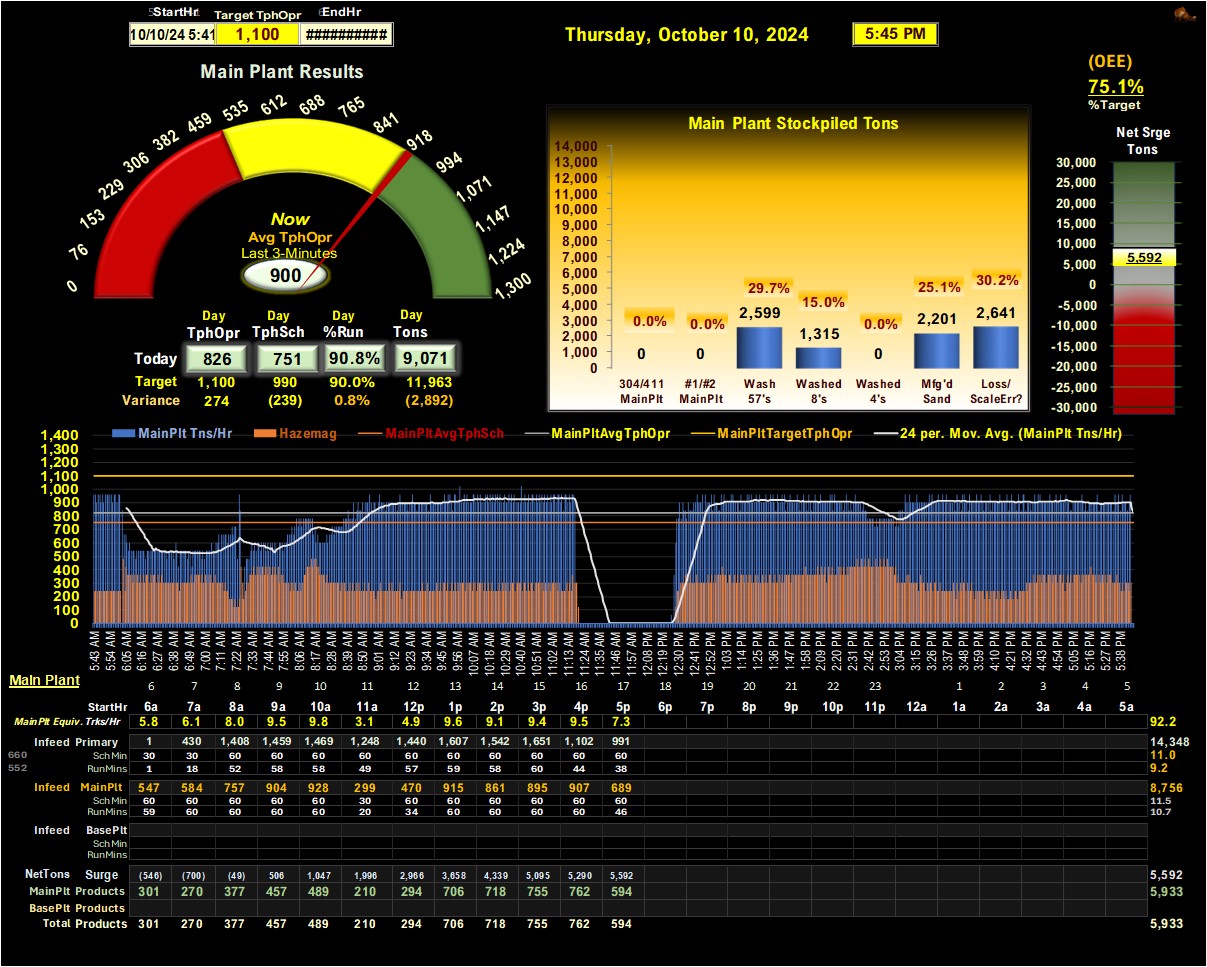 StartHr Target TphOpr EndHr
10/10/24 5:41 1,100 ##########
Thursday, October 10, 2024 5:45 PM
(OEE)
75.1%
%Target
Main Plant Results
0 76 153 229 306 382 459 535 612 688 765 841 918 994 1,071 1,147 1,224 1,300
Now
Avg TphOpr
Last 3-Minutes
900
Day Day Day Day
TphOpr TphSch %Run Tons
Today 826 751 90.8% 9,071
Target 1,100 990 90.0% 11,963
Variance 274 (239) 0.8% (2,892)
Main Plant Stockpiled Tons
14,000
13,000
12,000
11,000
10,000
9,000
8,000
7,000
6,000
5,000
4,000
3,000
2,000
1,000
0
0.0% 0.0% 29.7% 15.0% 0.0% 25.1% 30.2%
0 0 2,599 1,315 0 2,201 2,641
304/411 #1/#2 Wash Washed Washed Mfg'd Loss/
MainPlt MainPlt 57's 8's 4's Sand ScaleErr?
Net Srge
Tons
30,000
25,000
20,000
15,000
10,000
5,000
0
-5,000
-10,000
-15,000
-20,000
-25,000
-30,000
5,592
MainPlt Tns/Hr Hazemag MainPltAvgTphSch MainPltAvgTphOpr MainPltTargetTphOpr 24 per. Mov. Avg. (MainPlt Tns/Hr)
1,400
1,300
1,200
1,100
1,000
900
800
700
600
500
400
300
200
100
0
5:43 AM 5:54 AM 6:05 AM 6:16 AM 6:27 AM 6:38 AM 6:49 AM 7:00 AM 7:11 AM 7:22 AM 7:33 AM 7:44 AM 7:55 AM 8:06 AM 8:17 AM 8:28 AM 8:39 AM 8:50 AM 9:01 AM 9:12 AM 9:23 AM 9:34 AM 9:45 AM 9:56 AM 10:07 AM 10:18 AM 10:29 AM 10:40 AM 10:51 AM 11:02 AM 11:13 AM 11:24 AM 11:35 AM 11:46 AM 11:57 AM 12:08 PM 12:19 PM 12:30 PM 12:41 PM 12:52 PM 1:03 PM 1:14 PM 1:25 PM 1:36 PM 1:47 PM 1:58 PM 2:09 PM 2:20 PM 2:31 PM 2:42 PM 2:53 PM 3:04 PM 3:15 PM 3:26 PM 3:37 PM 3:48 PM 3:59 PM 4:10 PM 4:21 PM 4:32 PM 4:43 PM 4:54 PM 5:05 PM 5:16 PM 5:27 PM 5:38 PM
Main Plant 6 7 8 9 10 11 12 13 14 15 16 17 18 19 20 21 22 23 1 2 3 4 5
StartHr 6a 7a 8a 9a 10a 11a 12p 1p 2p 3p 4p 5p 6p 7p 8p 9p 10p 11p 12a 1a 2a 3a 4a 5a
MainPlt Equiv. Trks/Hr 5.8 6.1 8.0 9.5 9.8 3.1 4.9 9.6 9.1 9.4 9.5 7.3 92.2
Infeed Primary 1 430 1,408 1,459 1,469 1,248 1,440 1,607 1,542 1,651 1,102 991 14,348
660 SchMin 30 30 60 60 60 60 60 60 60 60 60 60 11.0
552 RunMins 1 18 52 58 58 49 57 59 58 60 44 38 9.2
Infeed MainPlt 547 584 757 904 928 299 470 915 861 895 907 689 8,756
SchMin 60 60 60 60 60 30 60 60 60 60 60 60 11.5
RunMins 59 60 60 60 60 20 34 60 60 60 60 46 10.7
Infeed BasePlt
SchMin
RunMins
NetTons Surge (546) (700) (49) 506 1,047 1,996 2,966 3,658 4,339 5,095 5,290 5,592 5,592
MainPlt Products 301 270 377 457 489 210 294 706 718 755 762 594 5,933
BasePlt Products
Total Products 301 270 377 457 489 210 294 706 718 755 762 594 5,933